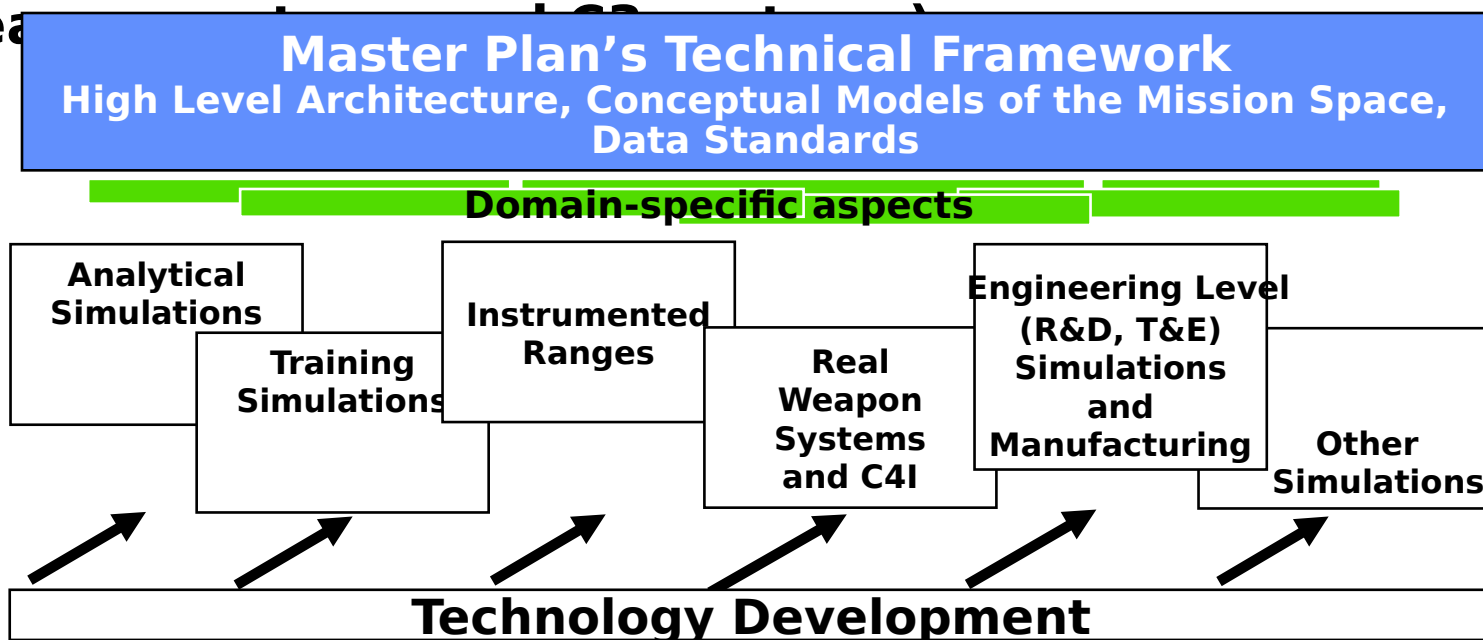 Master Plan’s Technical Framework
High Level Architecture, Conceptual Models of the Mission Space,
Data Standards
Domain-specific aspects
Analytical
Simulations
Training
Simulations
Instrumented
Ranges
Real
Weapon
Systems
and C4I
Engineering Level
(R&D, T&E)
Simulations
and
Manufacturing
Other
Simulations
Technology Development